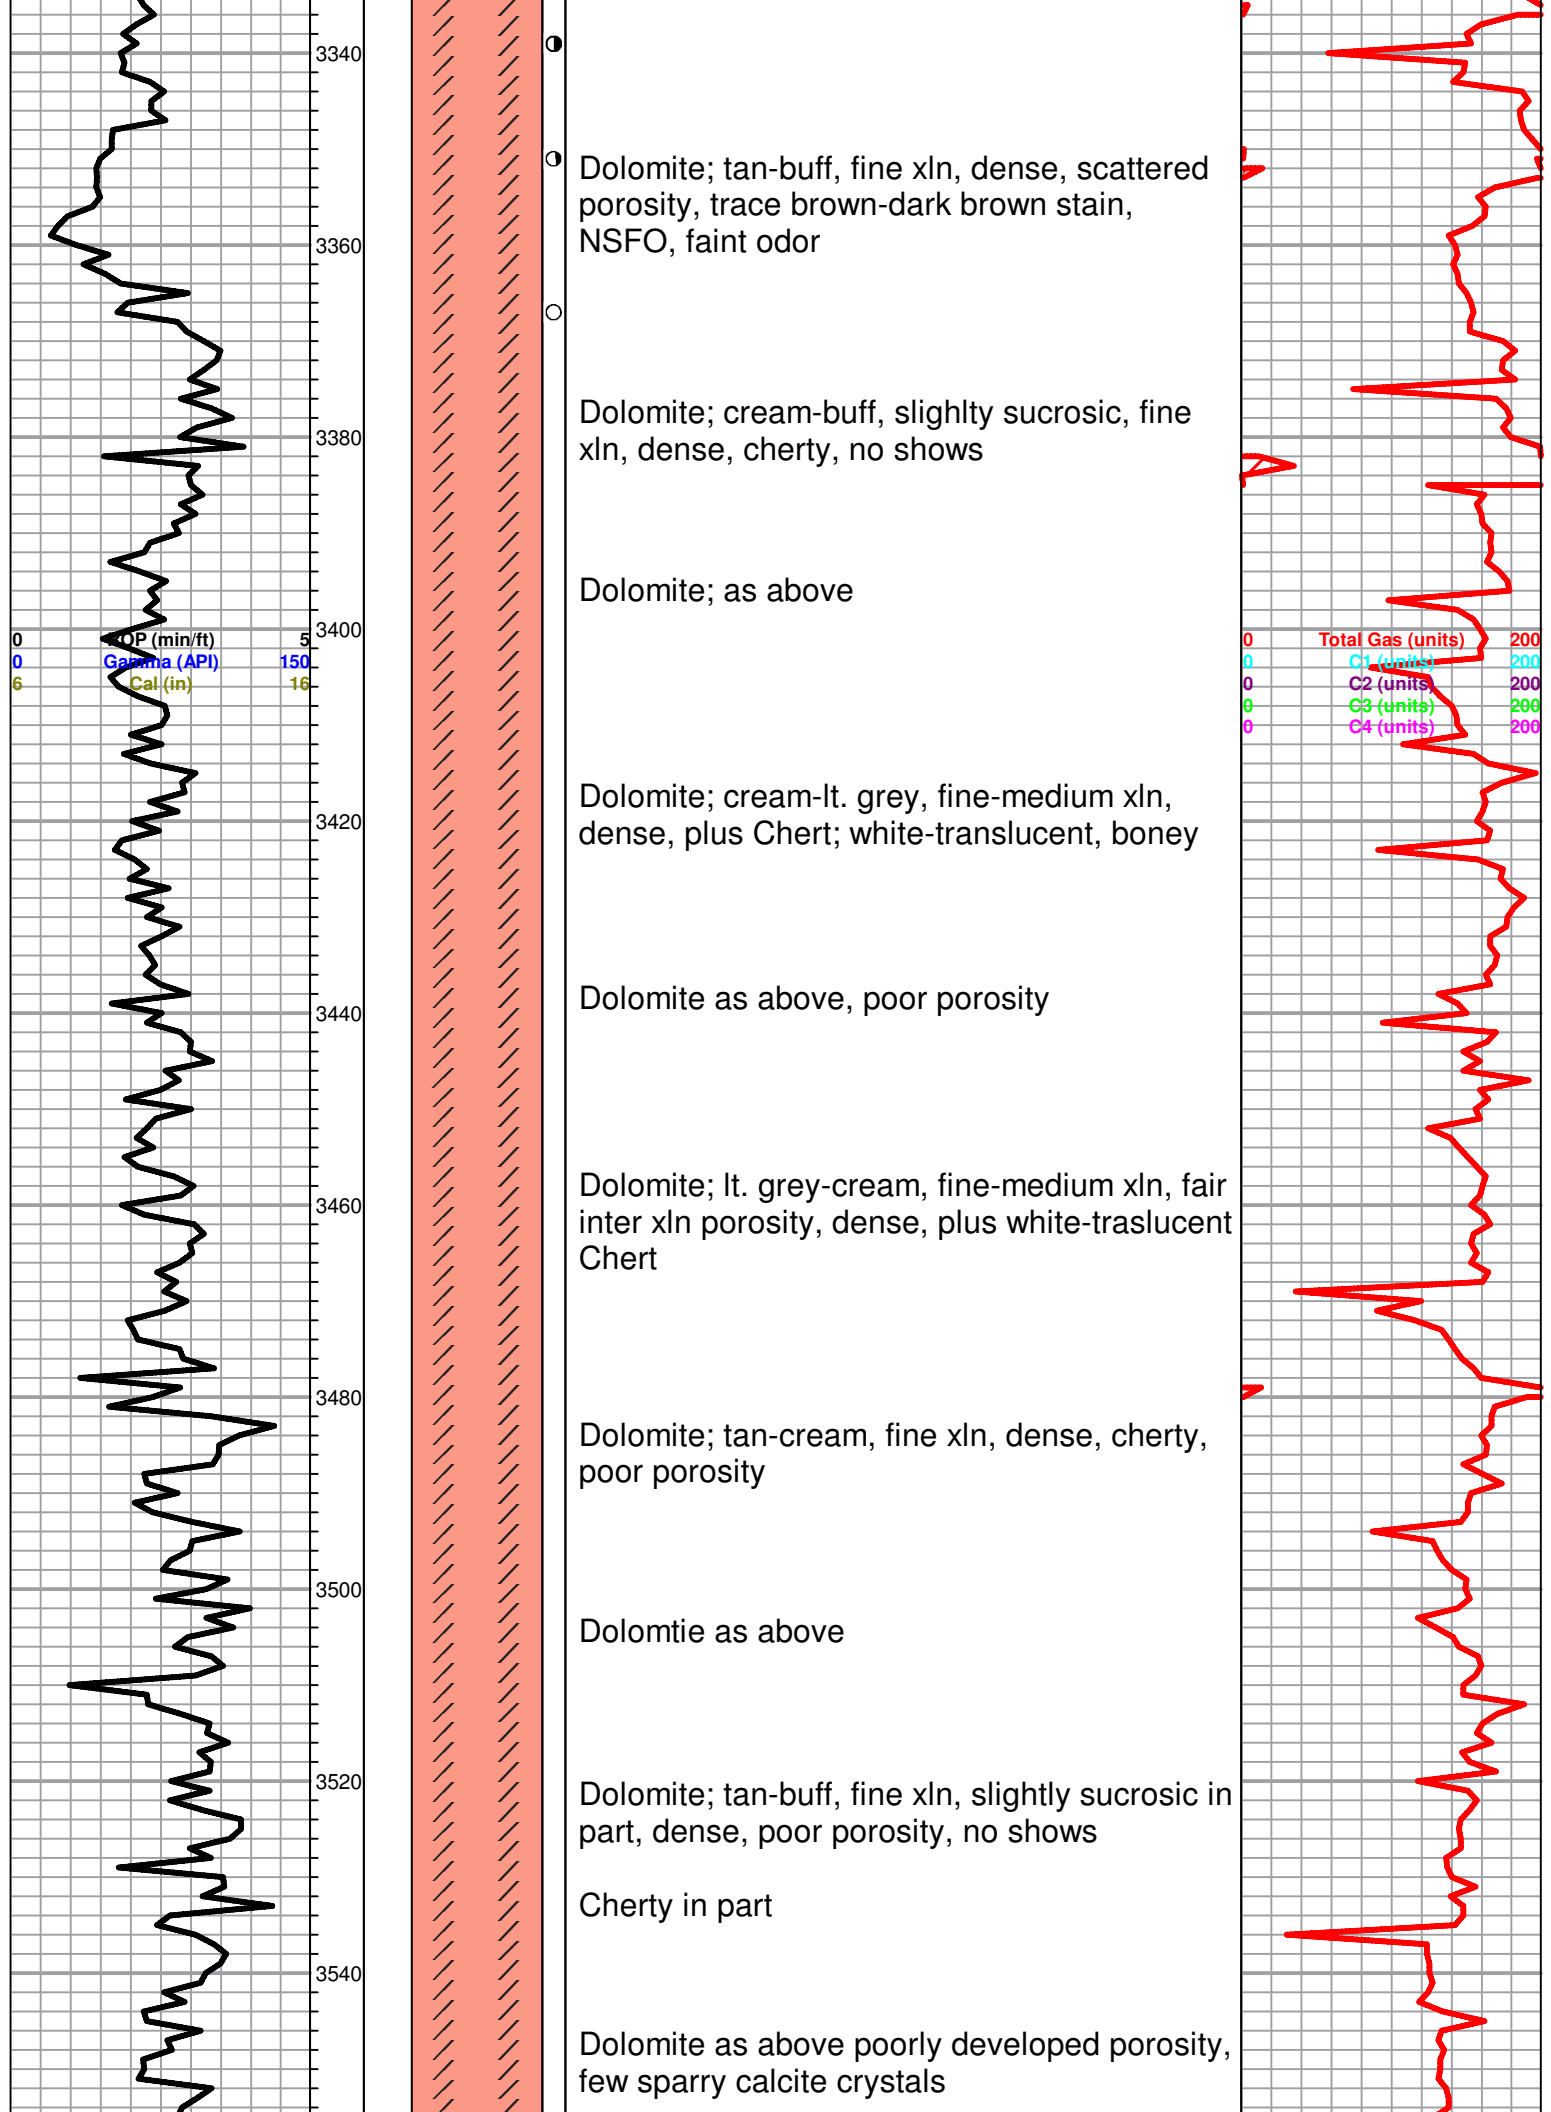 3340
Dolomite; tan-buff, fine xln, dense, scattered
porosity, trace brown-dark brown stain,
NSFO, faint odor
3360
Dolomite; cream-buff, slighlty sucrosic, fine
xln, dense, cherty, no shows
3380
Dolomite; as above
3400
0 ROP (min/ft) 5
0 Gamma (API) 150
6 Cal (in) 16
0 Total Gas (units) 200
0 C1 (units) 200
0 C2 (units) 200
0 C3 (units) 200
0 C4 (units) 200
Dolomite; cream-lt. grey, fine-medium xln,
dense, plus Chert; white-translucent, boney
3420
Dolomite as above, poor porosity
3440
Dolomite; lt. grey-cream, fine-medium xln, fair
inter xln porosity, dense, plus white-traslucent
Chert
3460
3480
Dolomite; tan-cream, fine xln, dense, cherty,
poor porosity
3500
Dolomtie as above
3520
Dolomite; tan-buff, fine xln, slightly sucrosic in
part, dense, poor porosity, no shows
Cherty in part
3540
Dolomite as above poorly developed porosity,
few sparry calcite crystals